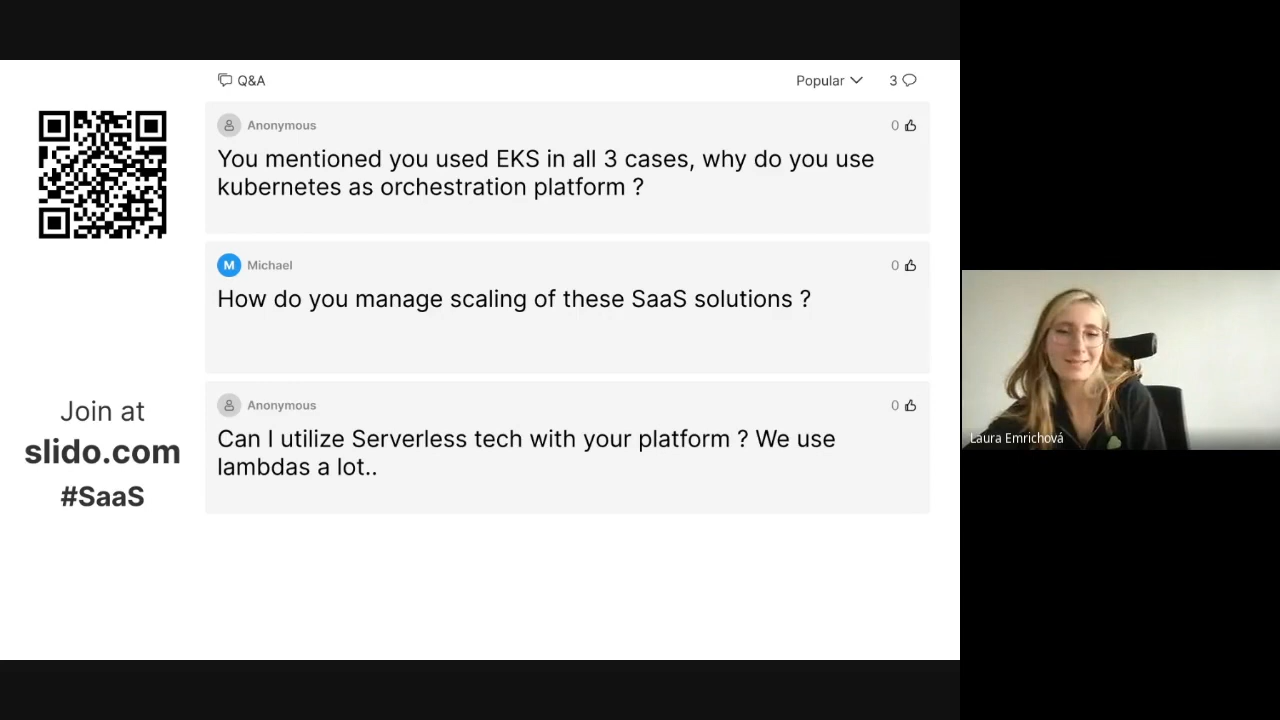 Q&A
Popular
3
Anonymous
0
You mentioned you used EKS in all 3 cases, why do you use
kubernetes as orchestration platform ?
M
Michael
0
How do you manage scaling of these SaaS solutions ?
Anonymous
0
Can I utilize Serverless tech with your platform ? We use
lambdas a lot..
Join at
slido.com
#SaaS
Laura Emrichová